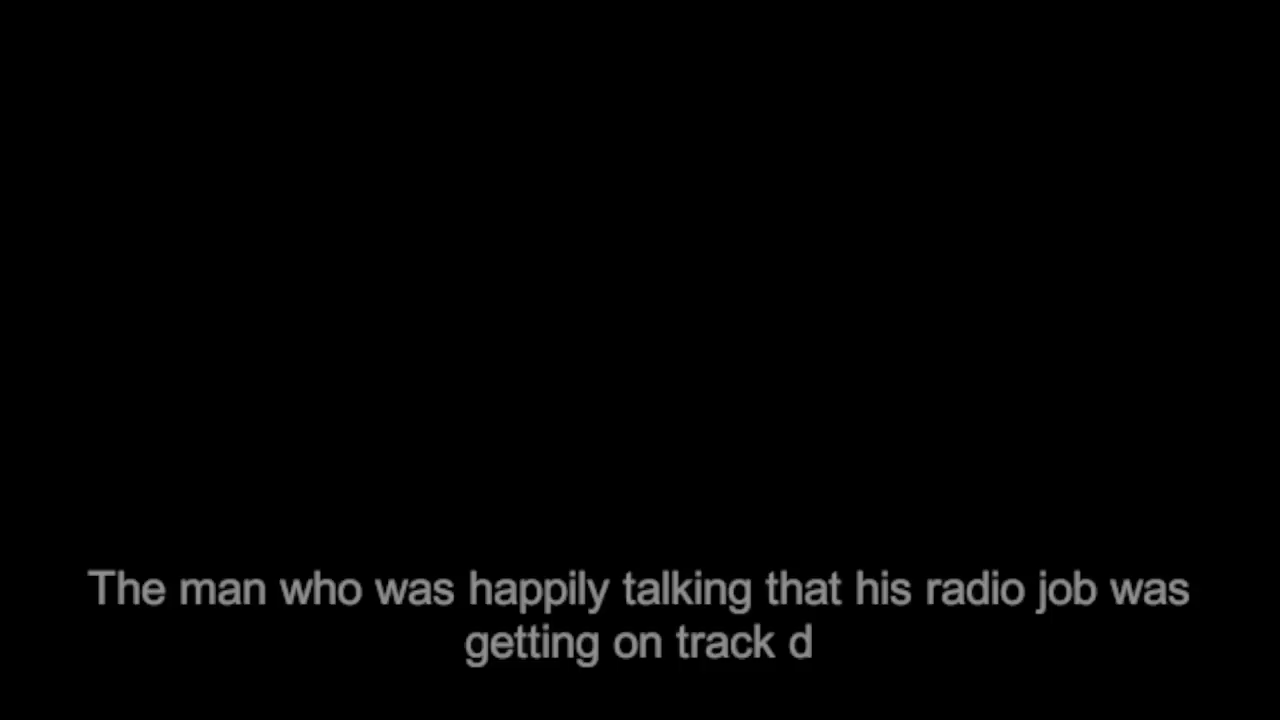 The man who was happily talking that his radio job was
getting on track d